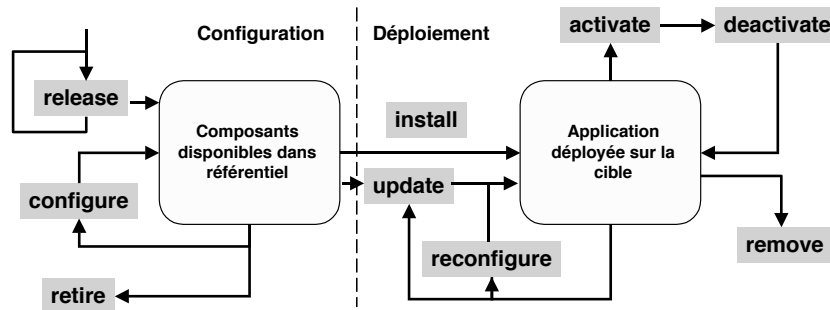 Configuration
Déploiement
activate
deactivate
release
install
Composants
disponibles dans
référentiel
Application
déployée sur la
cible
configure
update
reconfigure
remove
retire